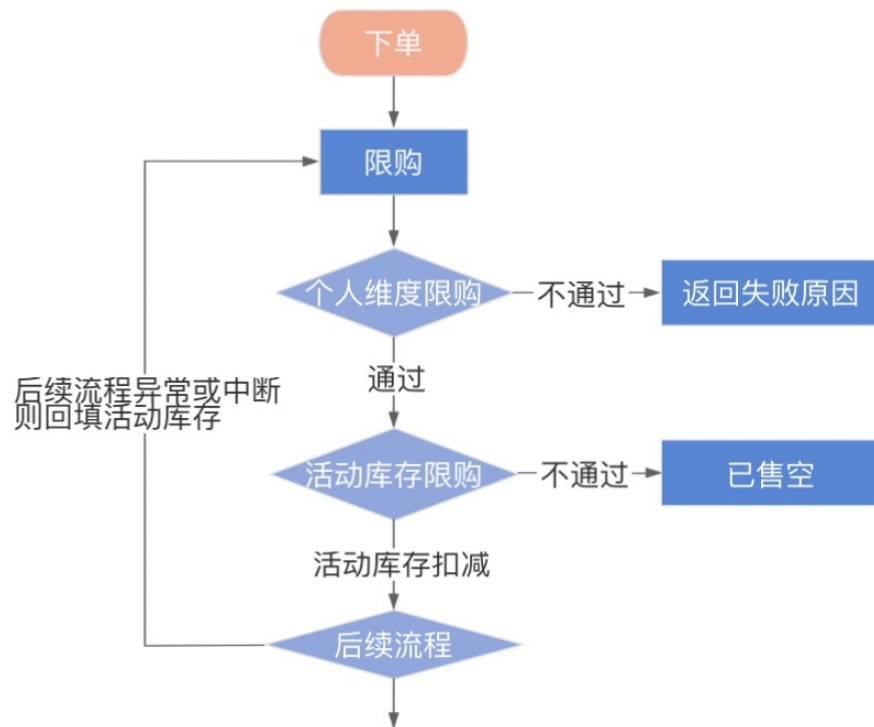 下单
限购
个人维度限购
不通过
返回失败原因
通过
后续流程异常或中断
则回填活动库存
活动库存限购
不通过
已售空
活动库存扣减
后续流程